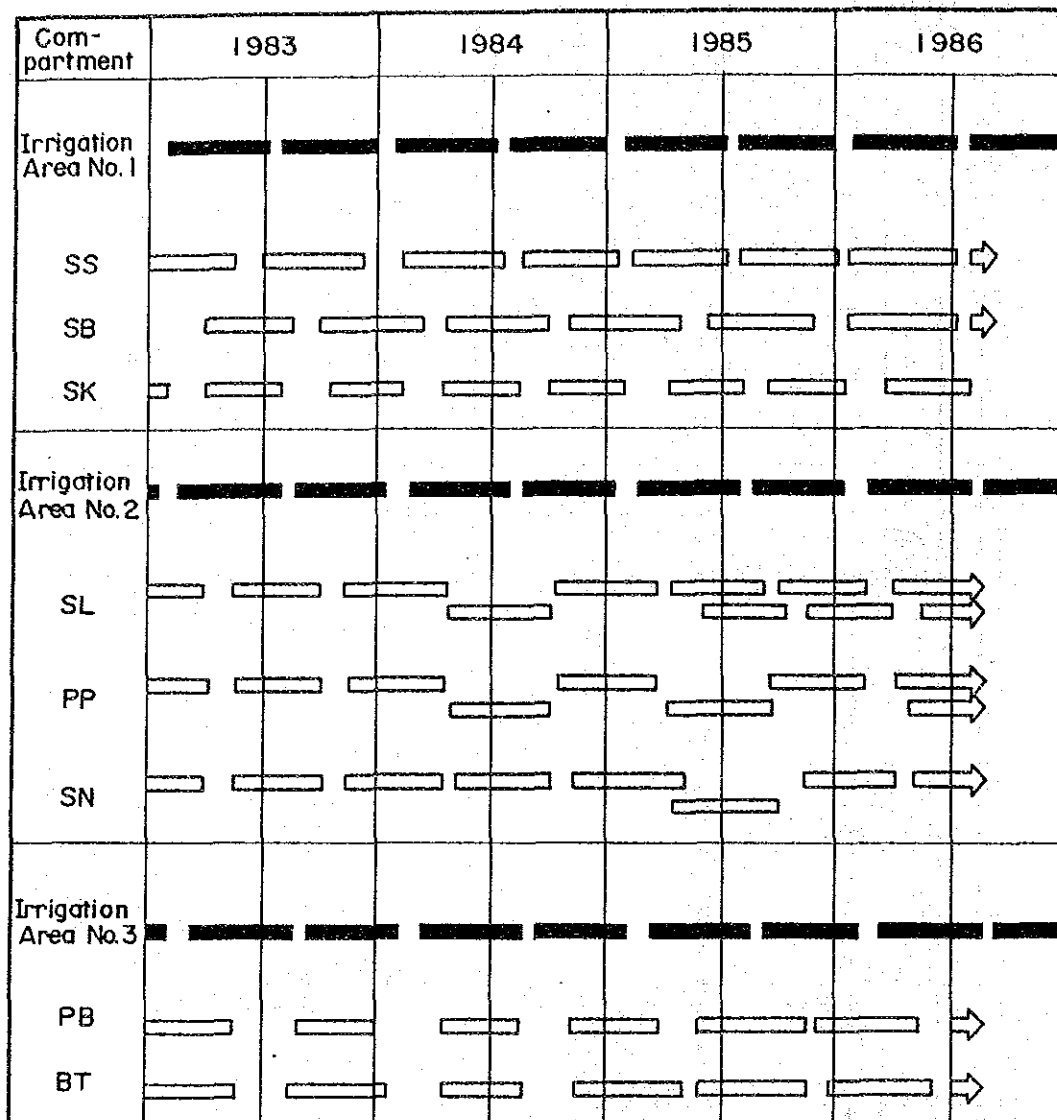 Com-
partment
1983
1984
1985
1986
Irrigation
Area No.1
SS
SB
SK
Irrigation
Area No.2
SL
PP
SN
Irrigation
Area No.3
PB
BT